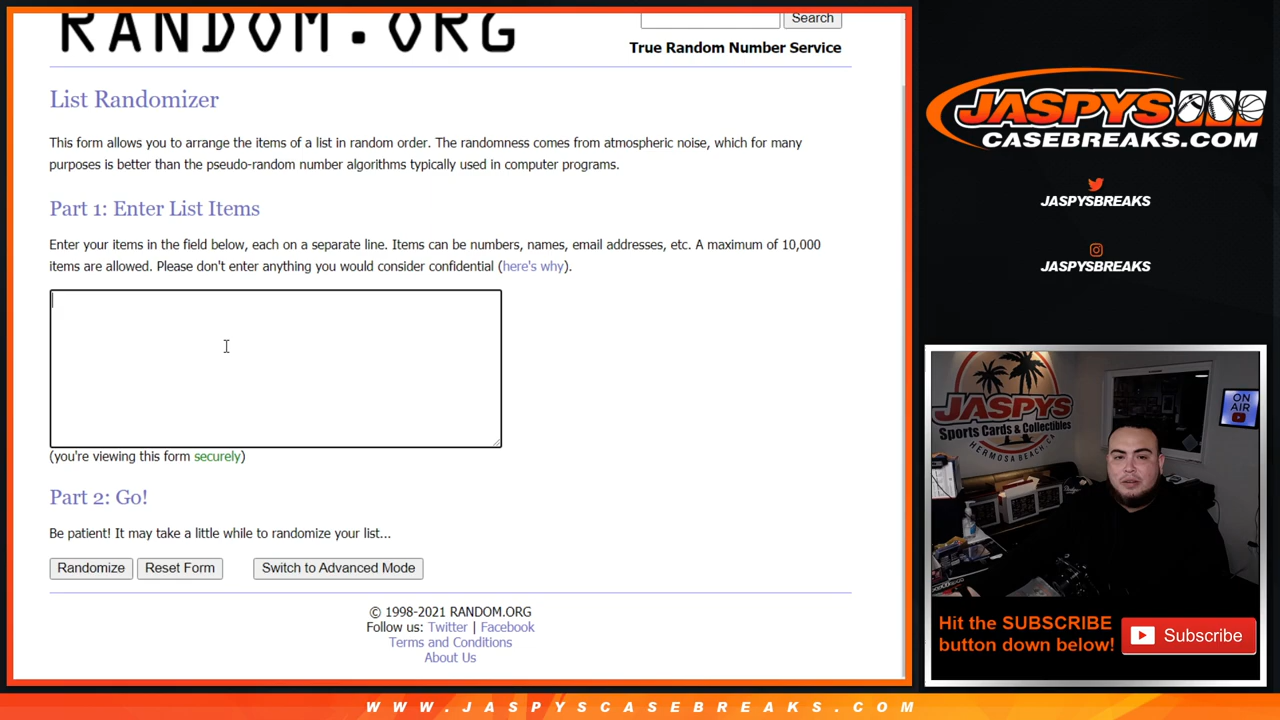 RANDOM.ORG
Search
True Random Number Service
List Randomizer
This form allows you to arrange the items of a list in random order. The randomness comes from atmospheric noise, which for many
purposes is better than the pseudo-random number algorithms typically used in computer programs.
Part 1: Enter List Items
Enter your items in the field below, each on a separate line. Items can be numbers, names, email addresses, etc. A maximum of 10,000
items are allowed. Please don't enter anything you would consider confidential (here's why).
(you're viewing this form securely)
Part 2: Go!
Be patient! It may take a little while to randomize your list...
Randomize
Reset Form
Switch to Advanced Mode
© 1998-2021 RANDOM.ORG
Follow us: Twitter | Facebook
Terms and Conditions
About Us
JASPYS
CASEBREAKS.COM
JASPYSBREAKS
JASPYSBREAKS
JASPYS
Sports Cards & Collectibles
HERMOSA BEACH, CA
ON
AIR
Hit the SUBSCRIBE
button down below!
Subscribe
WWW.JASPYSCASEBREAKS.COM